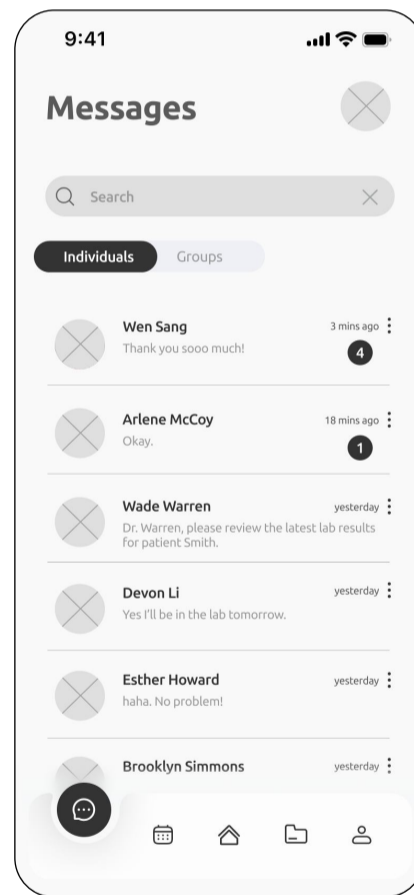 9:41
Messages
Search
Individuals Groups
Wen Sang 3 mins ago
Thank you sooo much! 4
Arlene McCoy 18 mins ago
Okay. 1
Wade Warren yesterday
Dr. Warren, please review the latest lab results
for patient Smith.
Devon Li yesterday
Yes I'll be in the lab tomorrow.
Esther Howard yesterday
haha. No problem!
Brooklyn Simmons yesterday